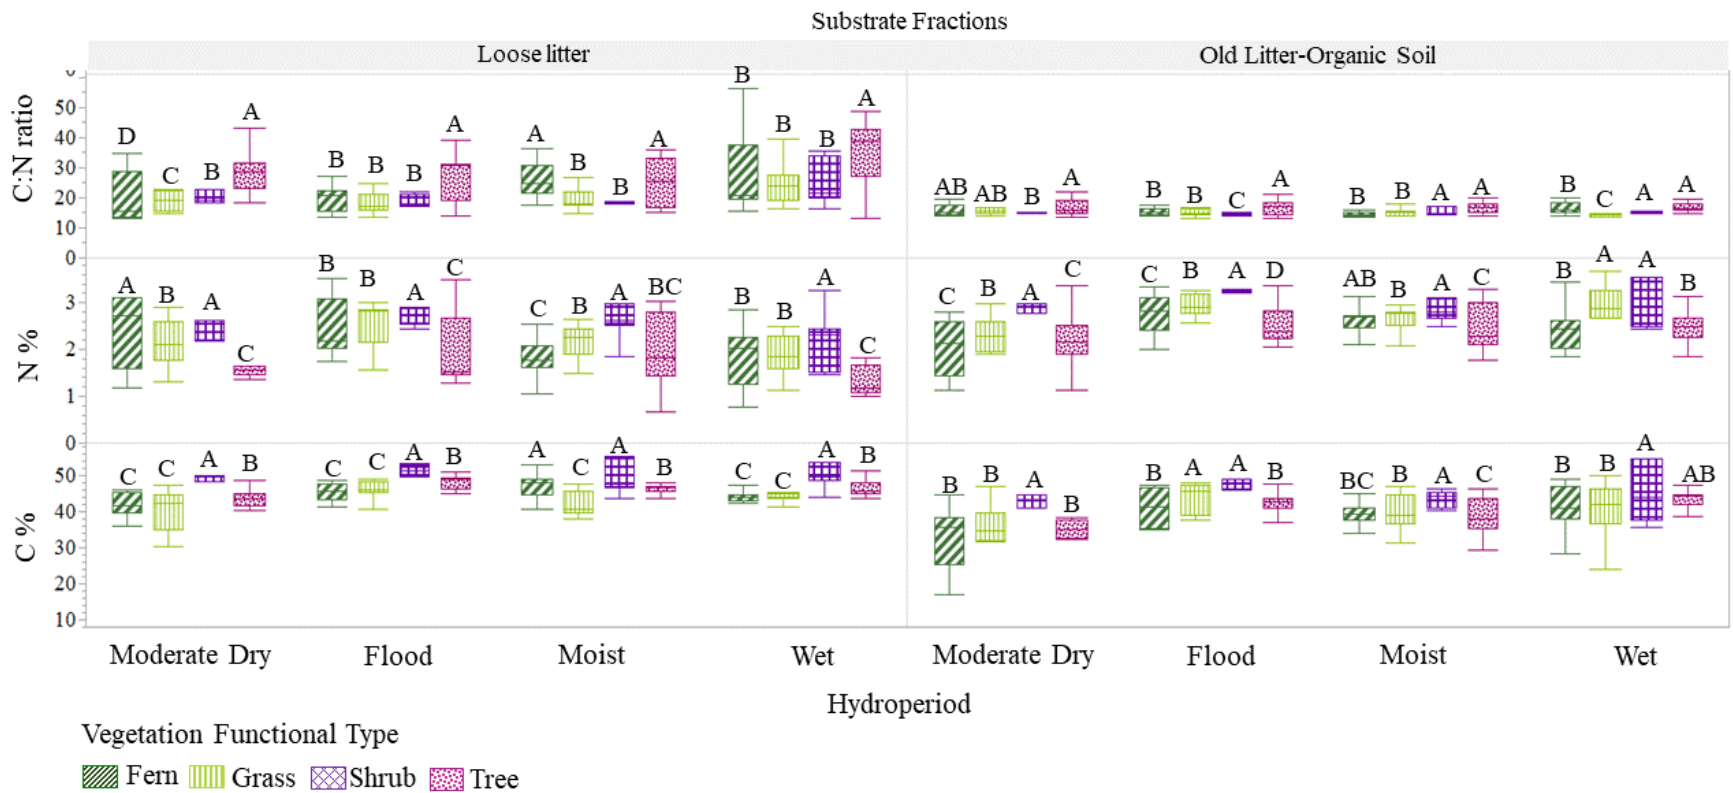 Substrate Fractions
Loose litter
Old Litter-Organic Soil
C:N ratio
50
40
30
20
10
0
D C B A
B B B A
A B B A
B B B A
AB AB B A
B B C A
B B A A
B C A A
N %
3
2
1
0
A B A C
B B A C
C B A BC
B B A C
C B A C
C B A D
AB B A C
B A A B
C %
50
40
30
20
10
C C A B
C C A B
A C A B
C C A B
B B A B
B A A B
BC B A C
B B A AB
Moderate Dry Flood Moist Wet Moderate Dry Flood Moist Wet
Hydroperiod
Vegetation Functional Type
Fern Grass Shrub Tree